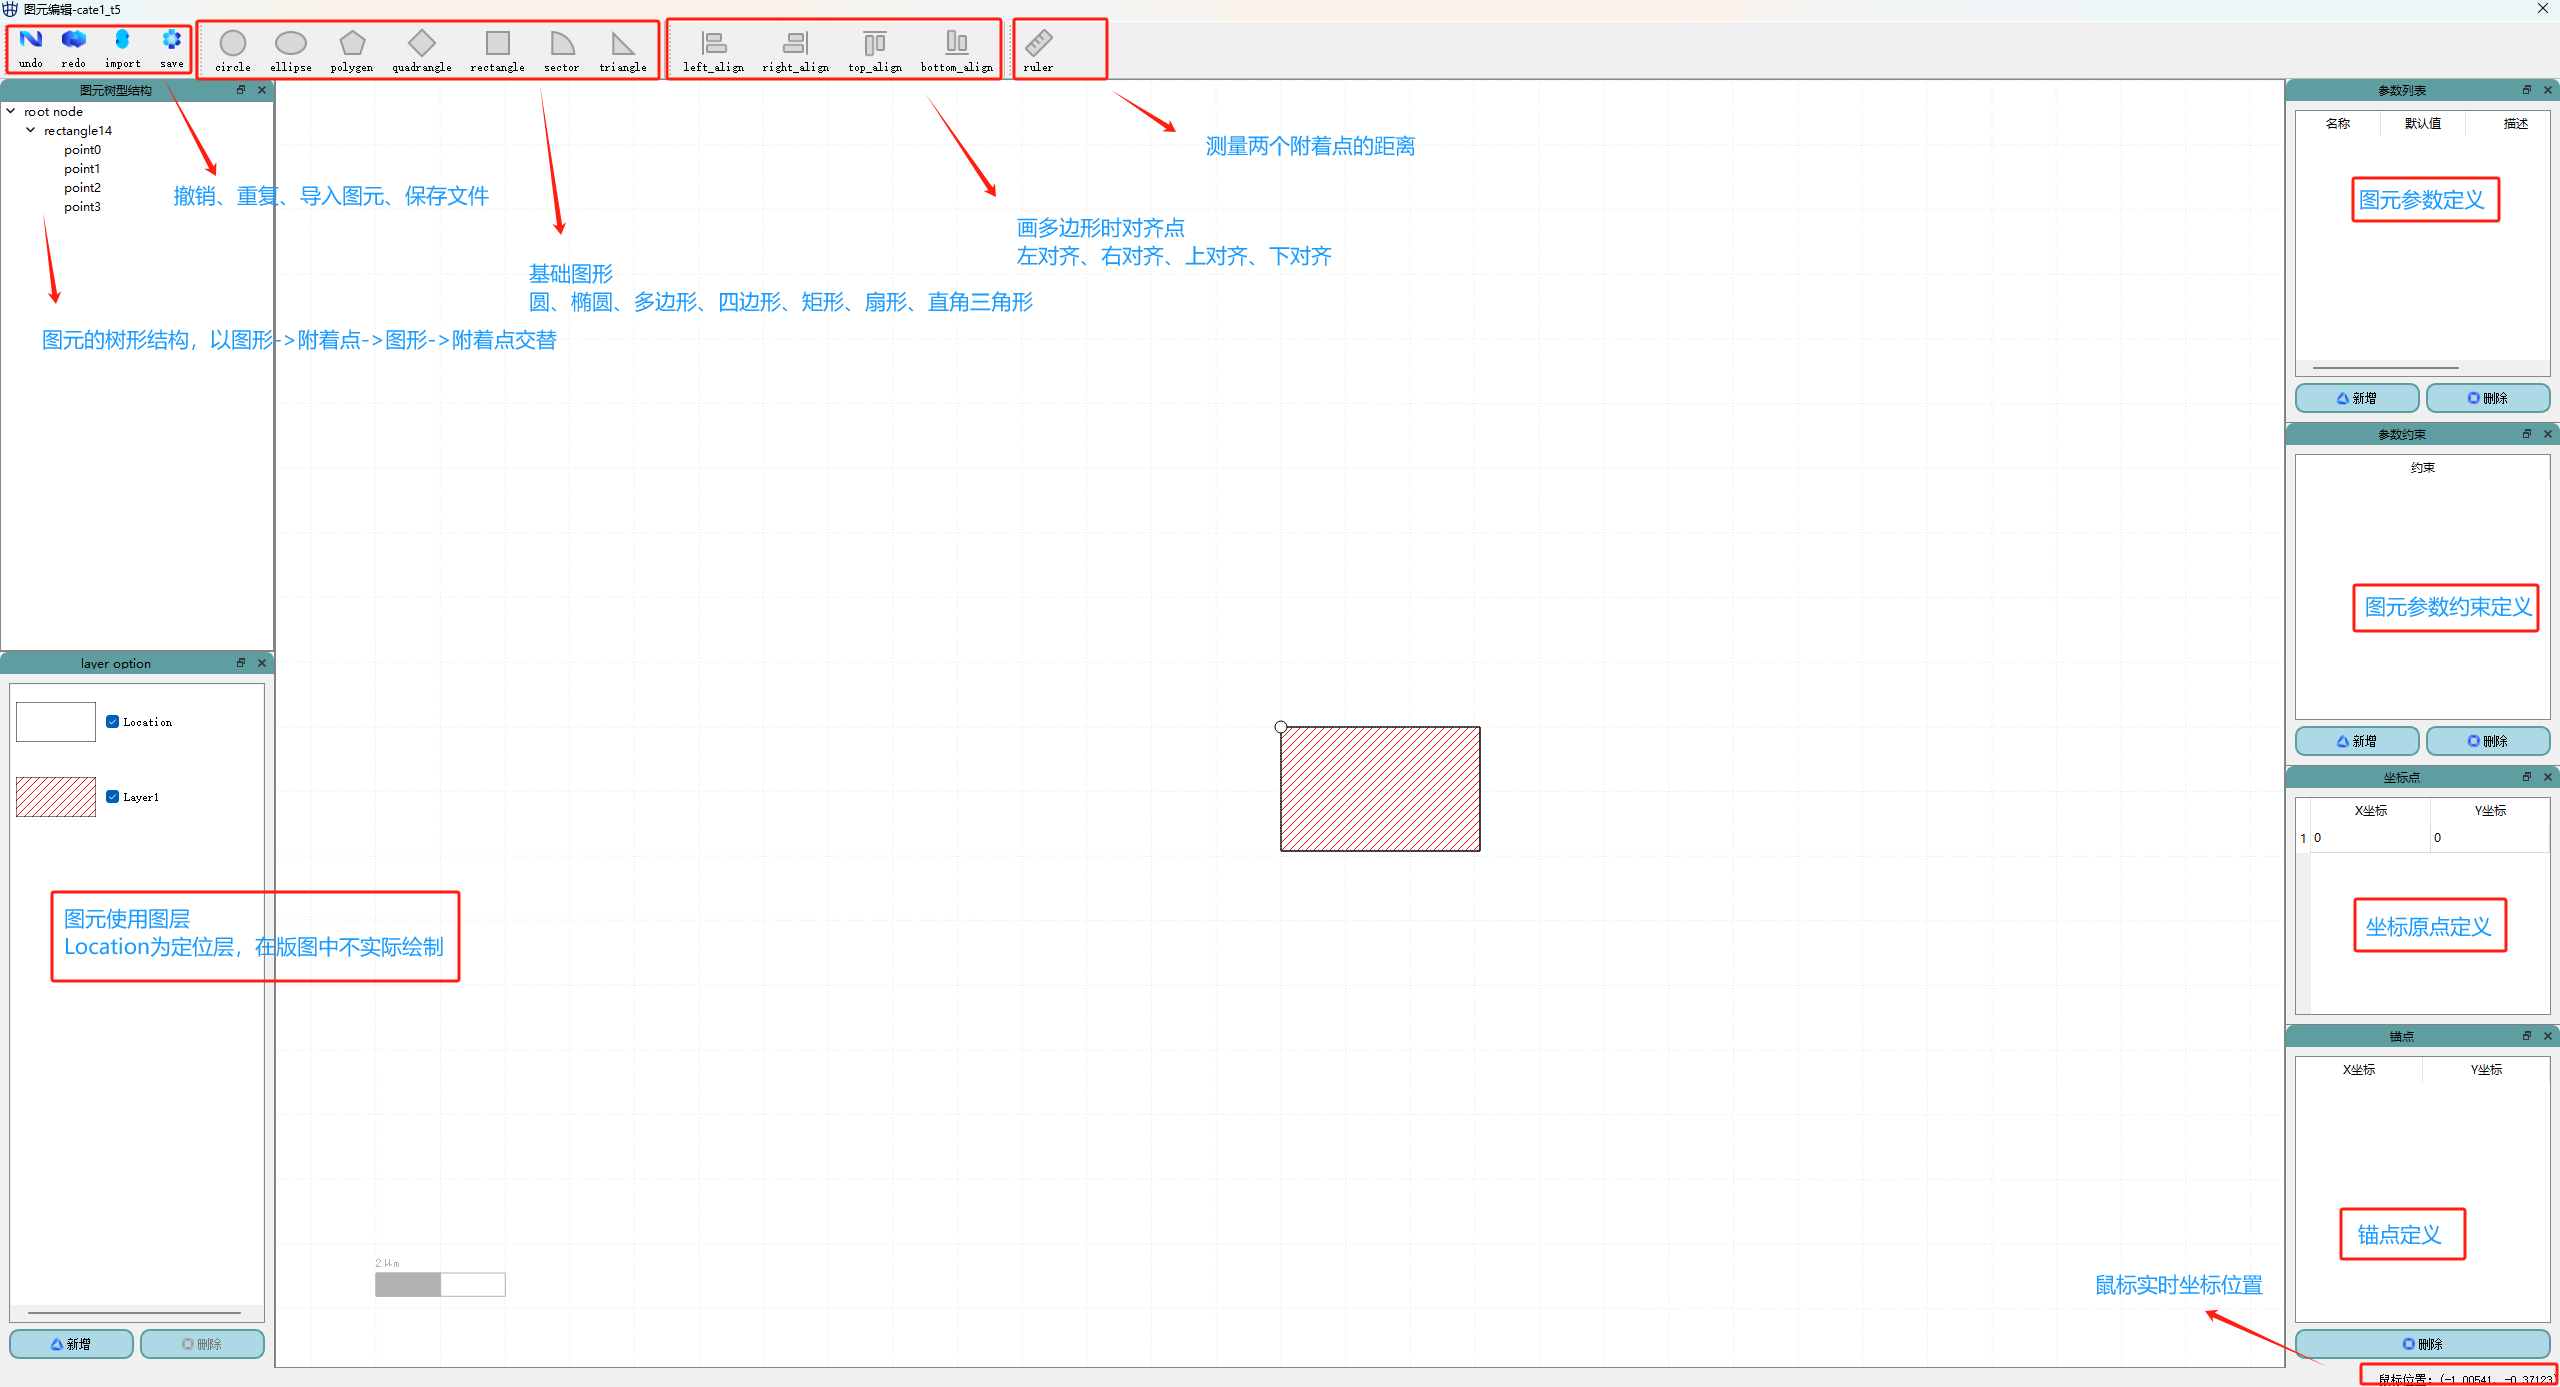 图元编辑-cate1_t5
undo redo import save circle ellipse polygen quadrangle rectangle sector triangle left_align right_align top_align bottom_align ruler
图元树型结构
root node
rectangle14
point0
point1
point2
point3
撤销、重复、导入图元、保存文件
图元的树形结构，以图形->附着点->图形->附着点交替
基础图形
圆、椭圆、多边形、四边形、矩形、扇形、直角三角形
画多边形时对齐点
左对齐、右对齐、上对齐、下对齐
测量两个附着点的距离
layer option
Location
Layer1
图元使用图层
Location为定位层，在版图中不实际绘制
新增 删除
2μm
参数列表
名称 默认值 描述
图元参数定义
新增 删除
参数约束
约束
图元参数约束定义
新增 删除
坐标点
X坐标 Y坐标
1 0 0
坐标原点定义
锚点
X坐标 Y坐标
锚点定义
删除
鼠标实时坐标位置
鼠标位置：(-1.00541, -0.37123)